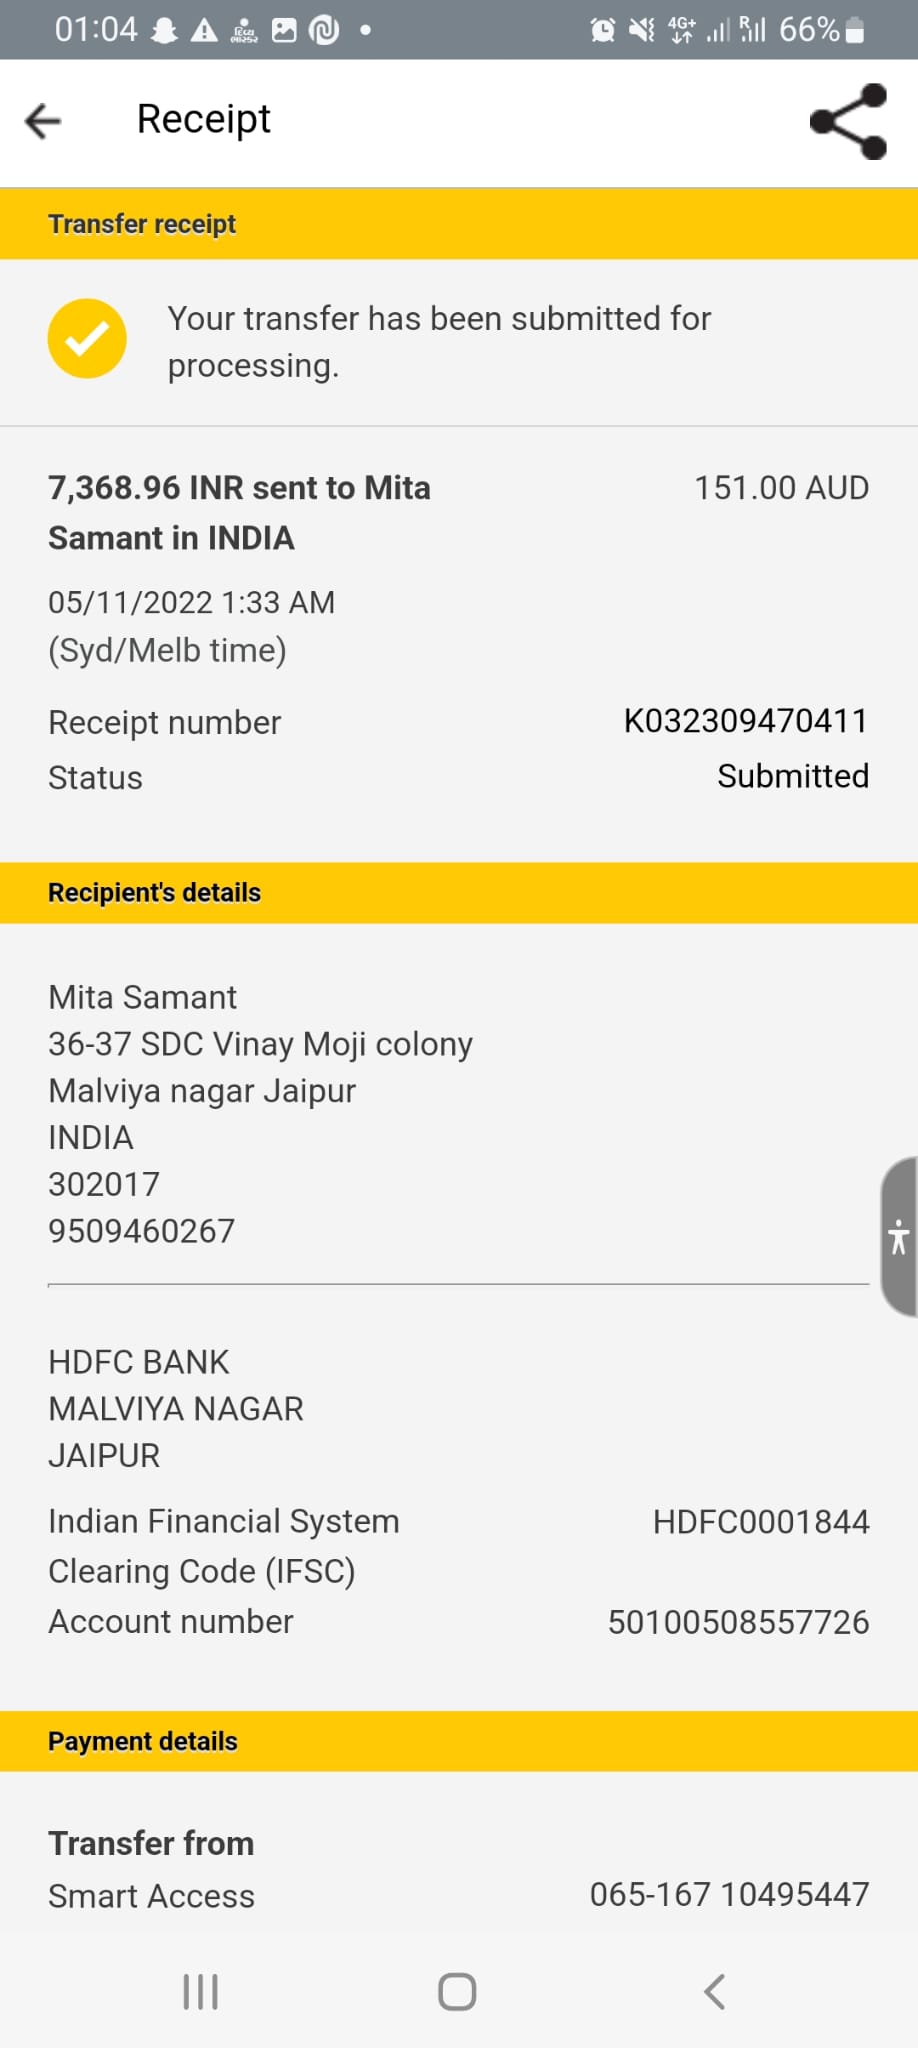 01:04
4G+ R 66%
Receipt
Transfer receipt
Your transfer has been submitted for
processing.
7,368.96 INR sent to Mita 151.00 AUD
Samant in INDIA
05/11/2022 1:33 AM
(Syd/Melb time)
Receipt number K032309470411
Status Submitted
Recipient's details
Mita Samant
36-37 SDC Vinay Moji colony
Malviya nagar Jaipur
INDIA
302017
9509460267
HDFC BANK
MALVIYA NAGAR
JAIPUR
Indian Financial System HDFC0001844
Clearing Code (IFSC)
Account number 50100508557726
Payment details
Transfer from
Smart Access 065-167 10495447